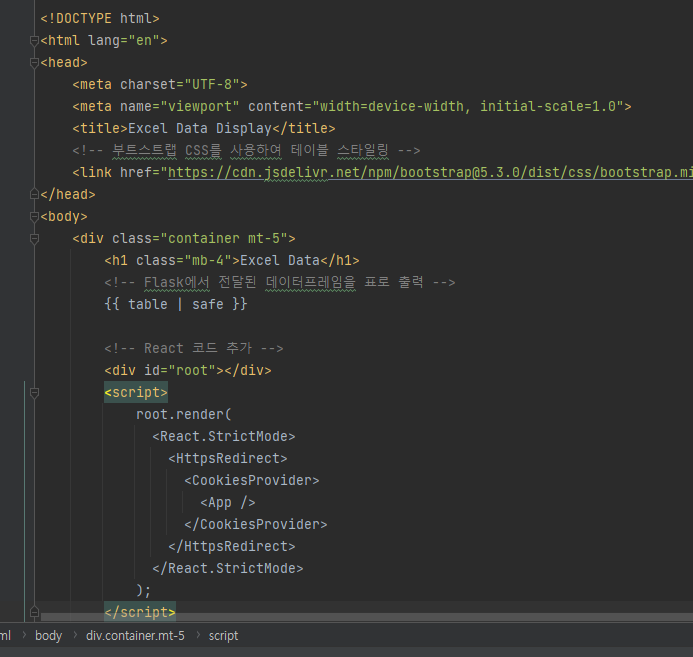 <!DOCTYPE html>
<html lang="en">
<head>
<meta charset="UTF-8">
<meta name="viewport" content="width=device-width, initial-scale=1.0">
<title>Excel Data Display</title>
<!-- 부트스트랩 CSS를 사용하여 테이블 스타일링 -->
<link href="https://cdn.jsdelivr.net/npm/bootstrap@5.3.0/dist/css/bootstrap.mi
</head>
<body>
<div class="container mt-5">
<h1 class="mb-4">Excel Data</h1>
<!-- Flask에서 전달된 데이터프레임을 표로 출력 -->
{{ table | safe }}
<!-- React 코드 추가 -->
<div id="root"></div>
<script>
root.render(
<React.StrictMode>
<HttpsRedirect>
<CookiesProvider>
<App />
</CookiesProvider>
</HttpsRedirect>
</React.StrictMode>
);
</script>
ml › body › div.container.mt-5 › script